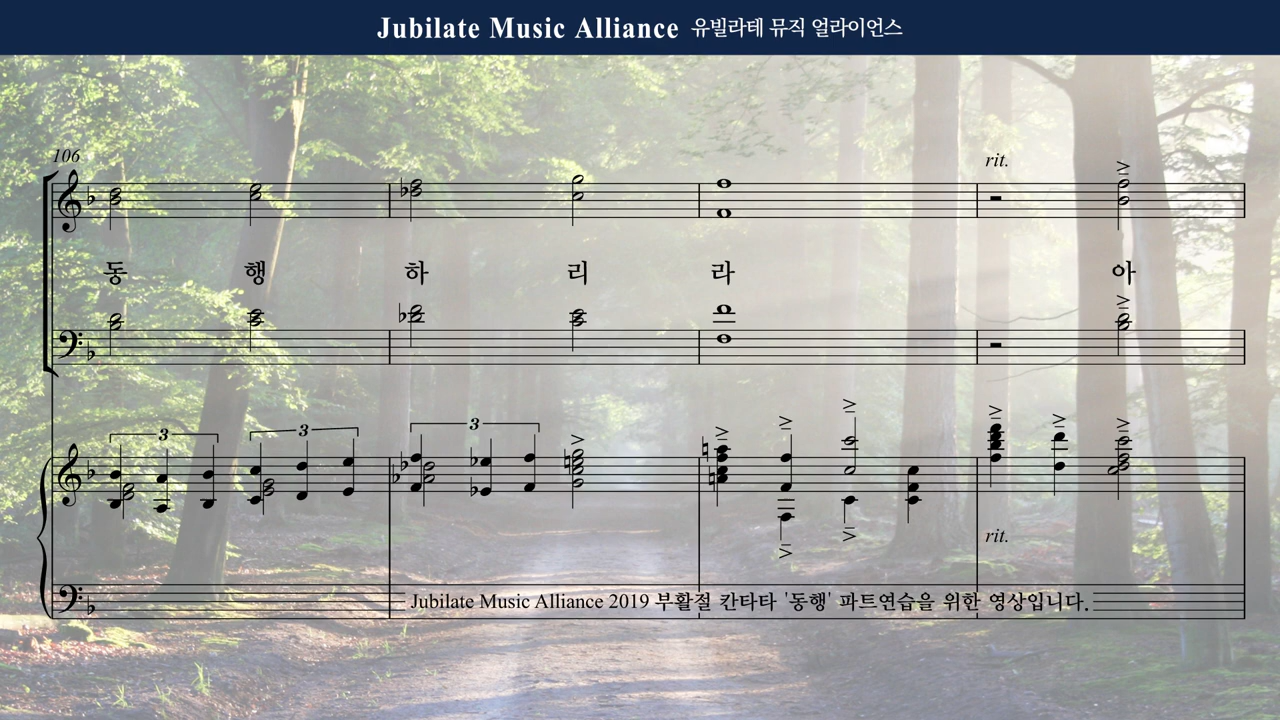 Jubilate Music Alliance 유빌라테 뮤직 얼라이언스
106
rit.
동 행 하 리 라 아
3 3 3
rit.
Jubilate Music Alliance 2019 부활절 칸타타 '동행' 파트연습을 위한 영상입니다.